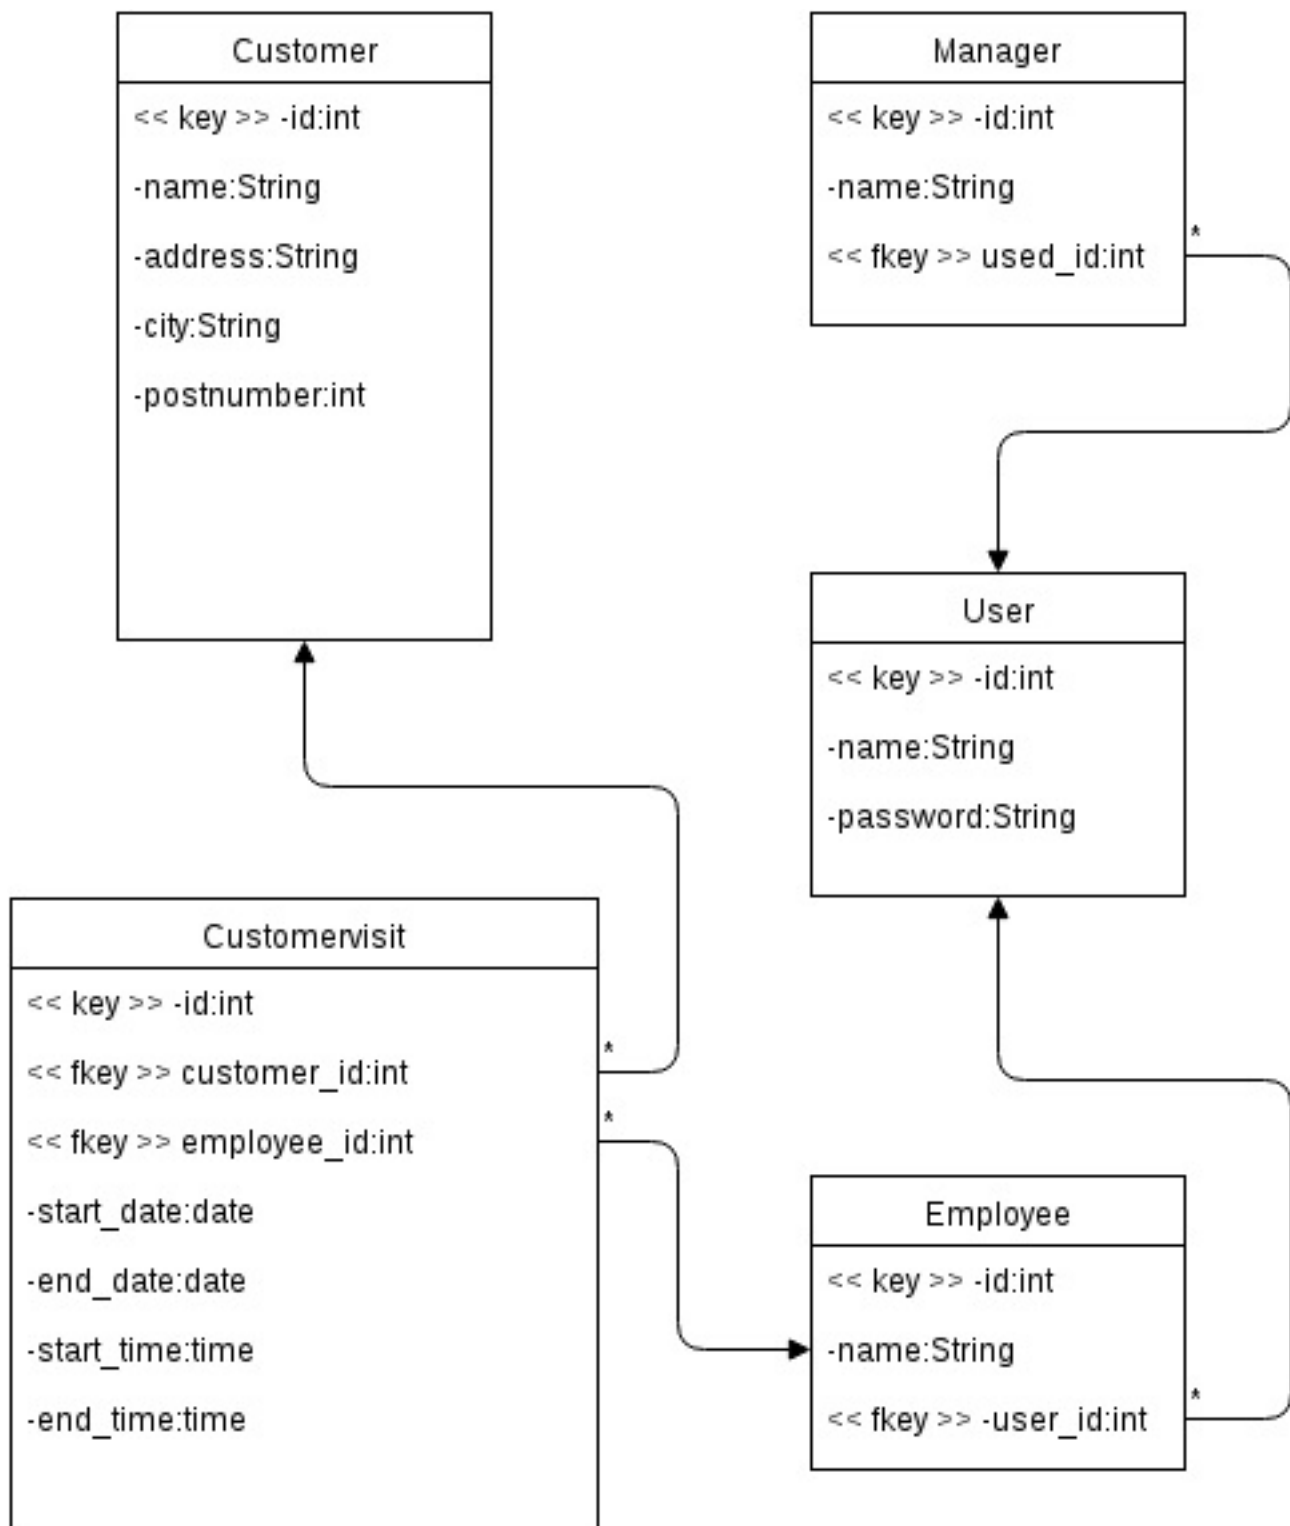 Customer
<< key >> -id:int
-name:String
-address:String
-city:String
-postnumber:int
Manager
<< key >> -id:int
-name:String
<< fkey >> used_id:int
*
User
<< key >> -id:int
-name:String
-password:String
Customervisit
<< key >> -id:int
<< fkey >> customer_id:int
*
<< fkey >> employee_id:int
*
-start_date:date
-end_date:date
-start_time:time
-end_time:time
Employee
<< key >> -id:int
-name:String
<< fkey >> -user_id:int
*